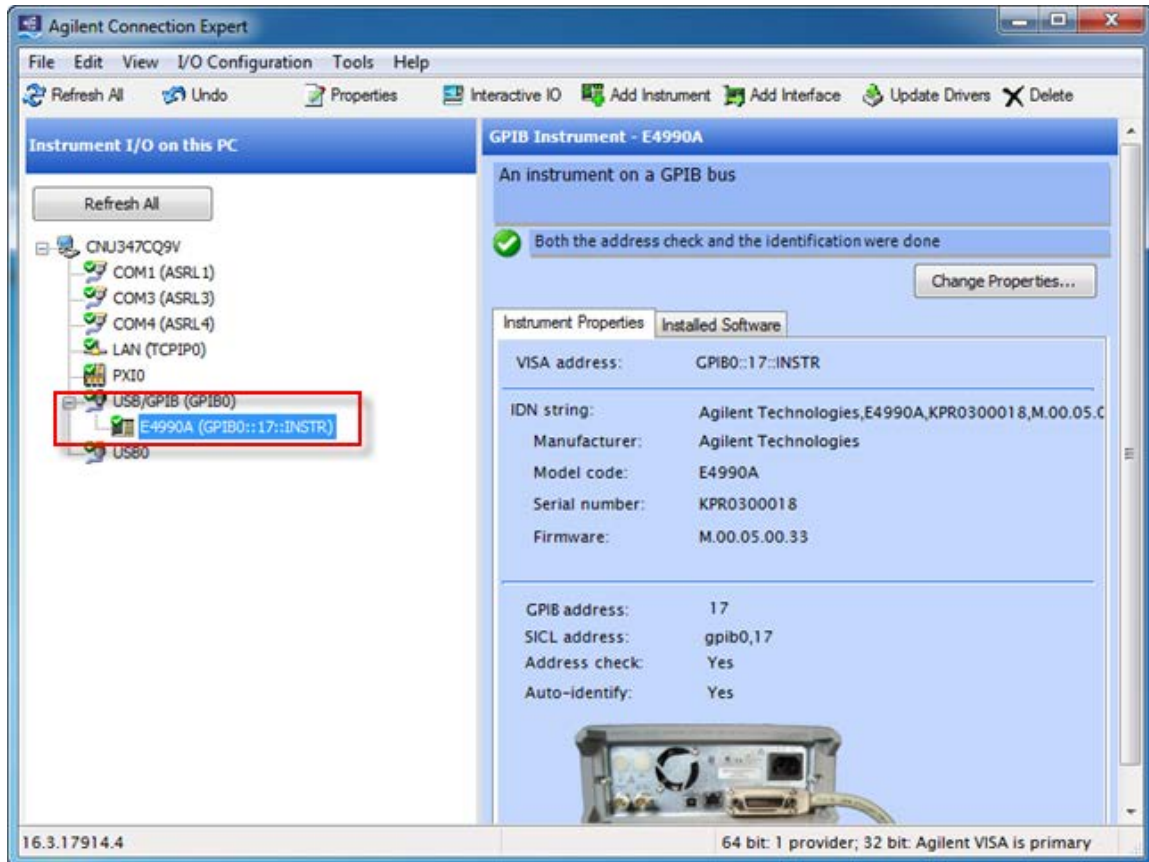 Agilent Connection Expert
File Edit View I/O Configuration Tools Help
Refresh All Undo Properties Interactive IO Add Instrument Add Interface Update Drivers Delete
Instrument I/O on this PC
Refresh All
CNU347CQ9V
COM1 (ASRL1)
COM3 (ASRL3)
COM4 (ASRL4)
LAN (TCPIP0)
PXI0
USB/GPIB (GPIB0)
E4990A (GPIB0::17::INSTR)
USB0
GPIB Instrument - E4990A
An instrument on a GPIB bus
Both the address check and the identification were done
Change Properties...
Instrument Properties Installed Software
VISA address: GPIB0::17::INSTR
IDN string: Agilent Technologies,E4990A,KPR0300018,M.00.05.0
Manufacturer: Agilent Technologies
Model code: E4990A
Serial number: KPR0300018
Firmware: M.00.05.00.33
GPIB address: 17
SICL address: gpib0,17
Address check: Yes
Auto-identify: Yes
16.3.17914.4
64 bit: 1 provider; 32 bit: Agilent VISA is primary